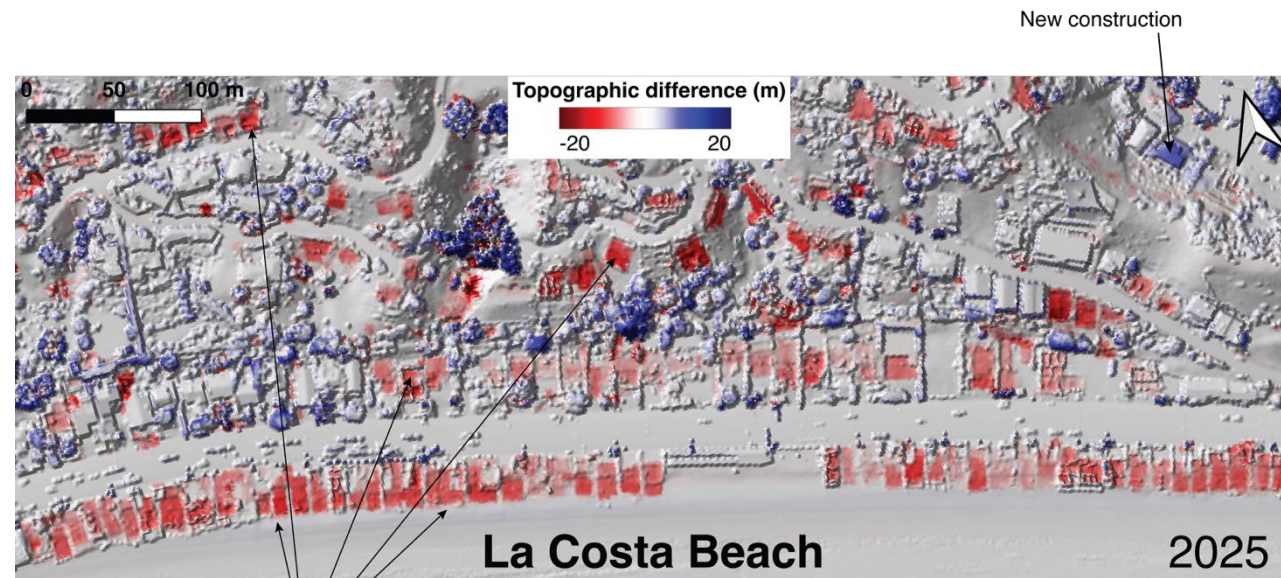 New construction
0 50 100 m
Topographic difference (m)
-20 20
La Costa Beach 2025